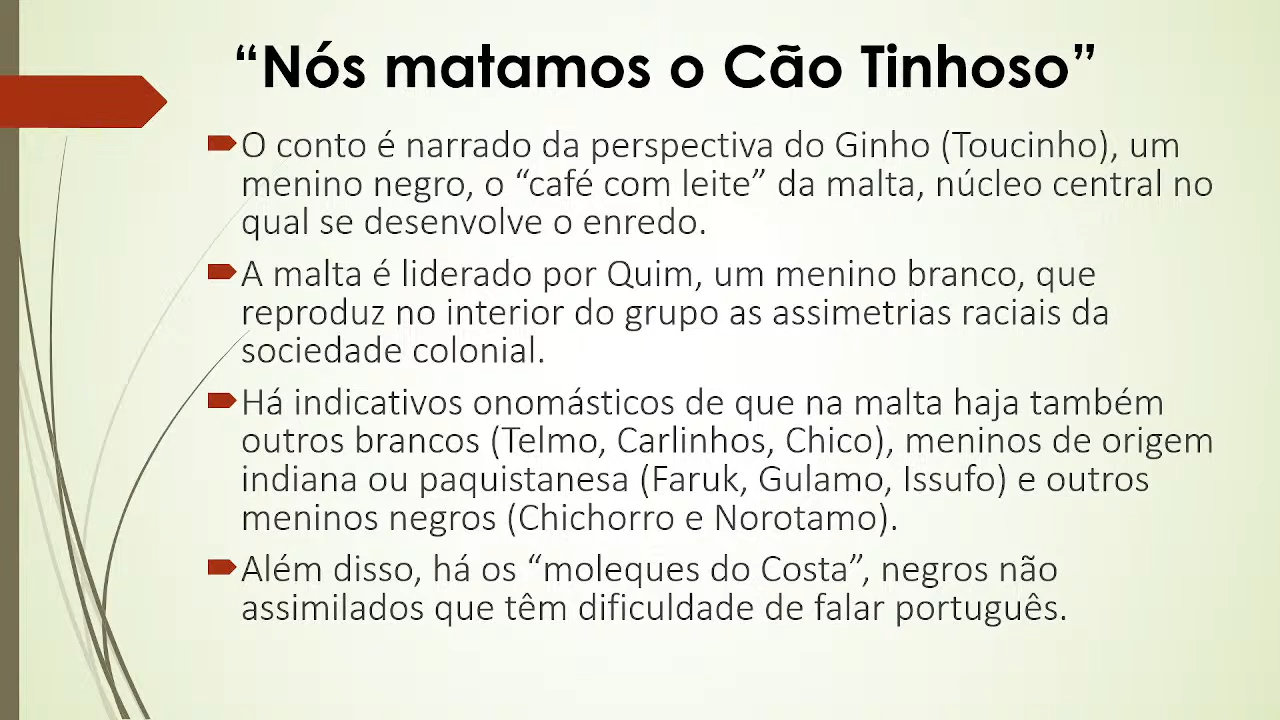 “Nós matamos o Cão Tinhoso”
O conto é narrado da perspectiva do Ginho (Toucinho), um
menino negro, o “café com leite” da malta, núcleo central no
qual se desenvolve o enredo.
A malta é liderado por Quim, um menino branco, que
reproduz no interior do grupo as assimetrias raciais da
sociedade colonial.
Há indicativos onomásticos de que na malta haja também
outros brancos (Telmo, Carlinhos, Chico), meninos de origem
indiana ou paquistanesa (Faruk, Gulamo, Issufo) e outros
meninos negros (Chichorro e Norotamo).
Além disso, há os “moleques do Costa”, negros não
assimilados que têm dificuldade de falar português.